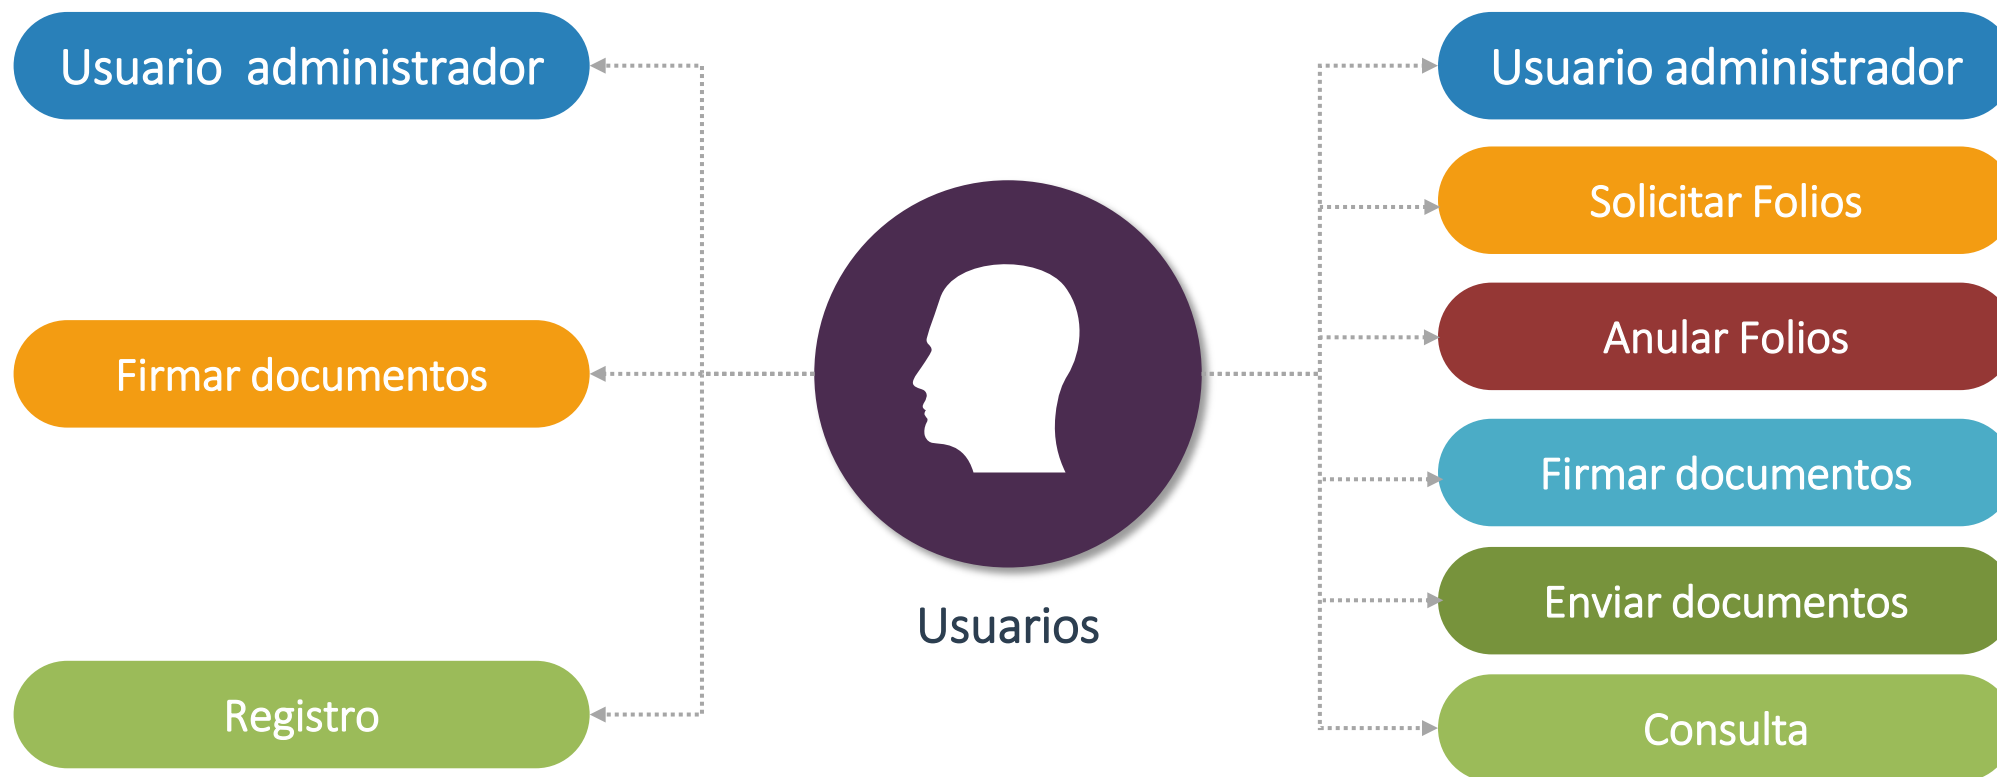 Usuario  administrador
Firmar documentos
Registro
Usuarios
Usuario administrador
Solicitar Folios
Anular Folios
Firmar documentos
Enviar documentos
Consulta